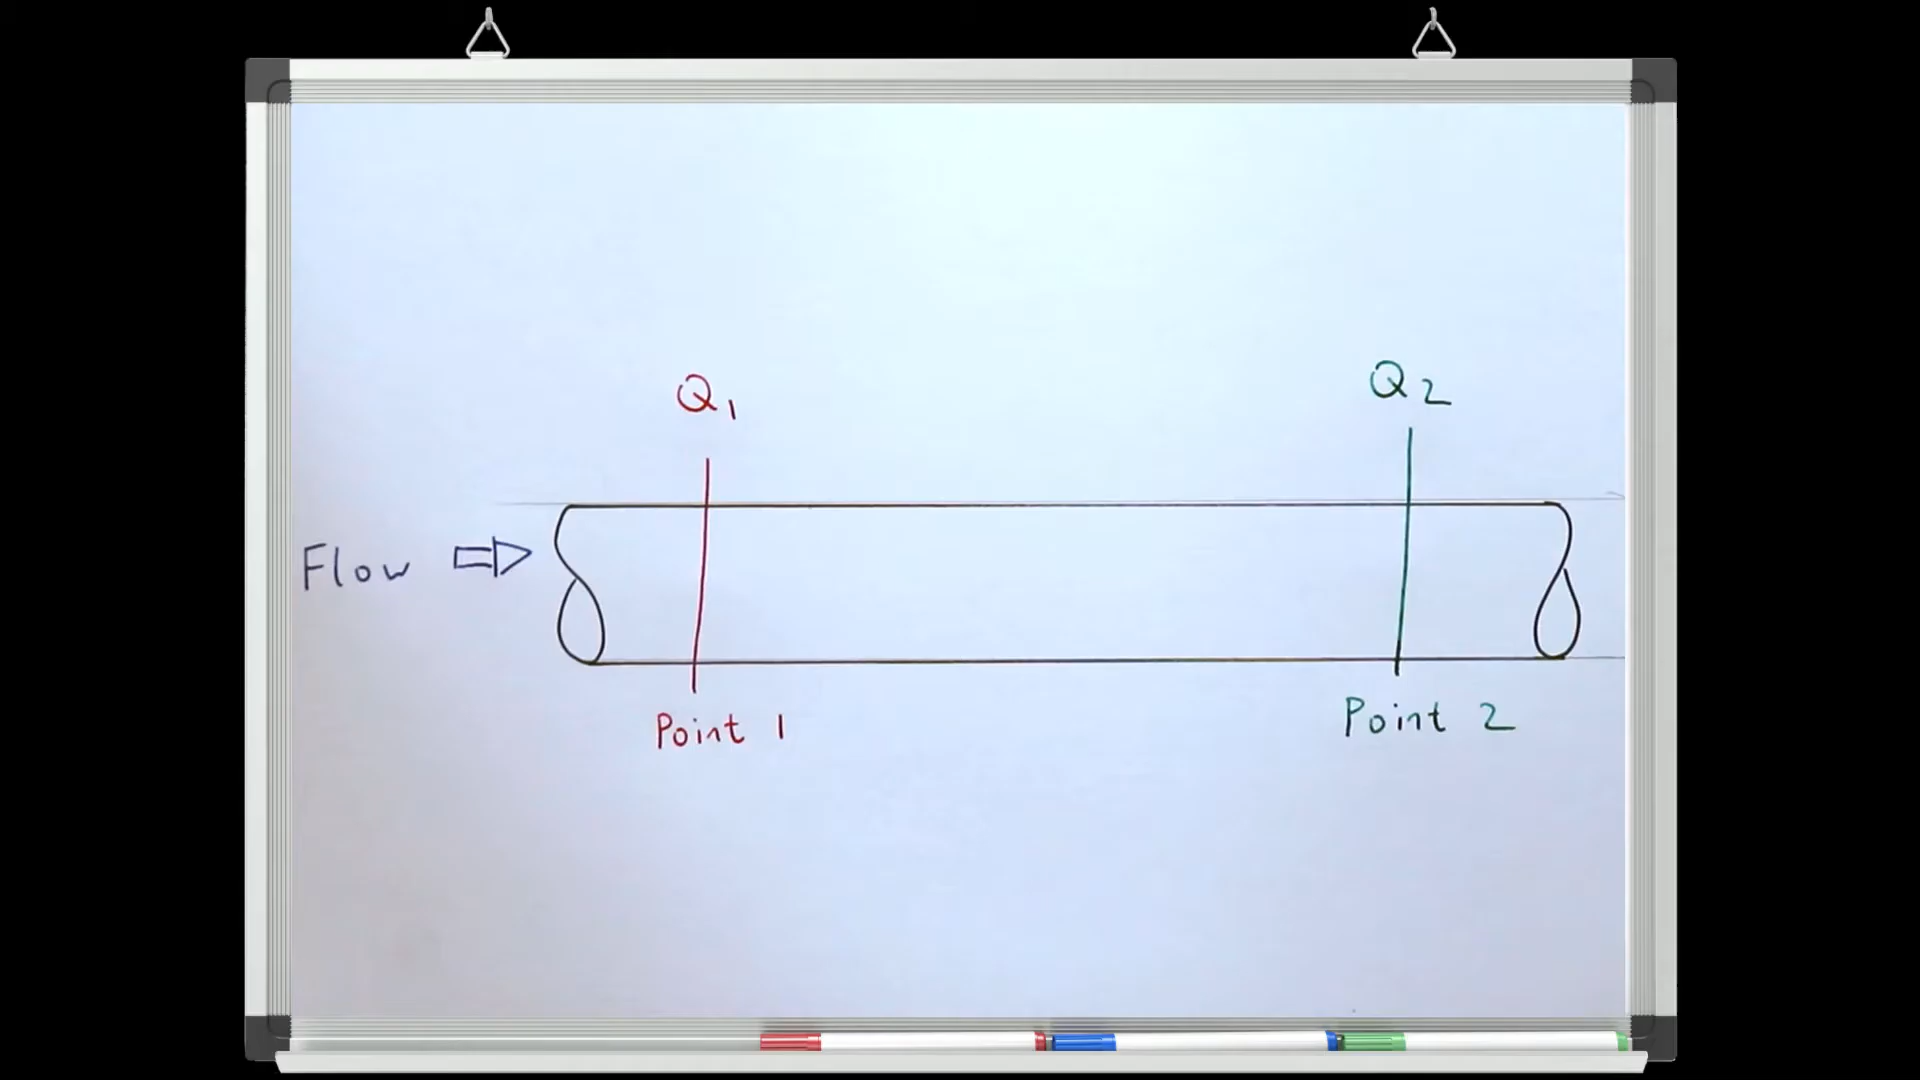 Q₁
Q₂
Flow
Point 1
Point 2